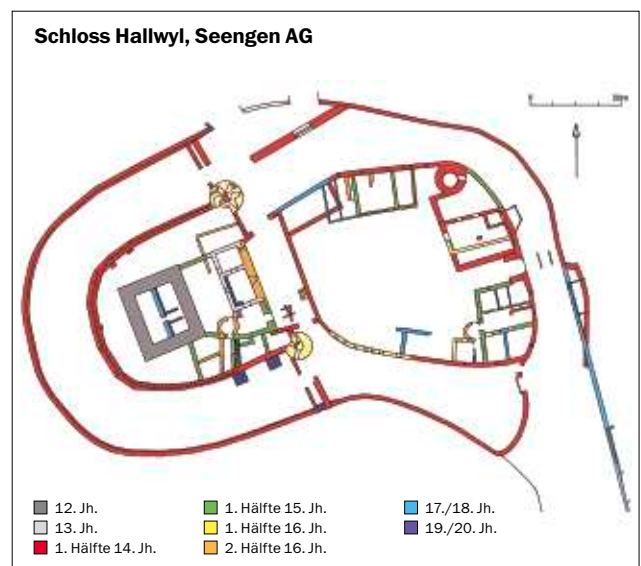 Schloss Hallwyl, Seengen AG
0
12. Jh.
13. Jh.
1. Hälfte 14. Jh.
1. Hälfte 15. Jh.
1. Hälfte 16. Jh.
2. Hälfte 16. Jh.
17./18. Jh.
19./20. Jh.